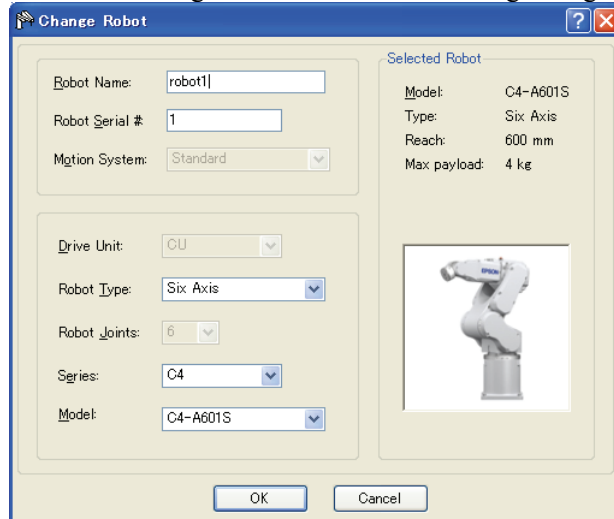 Change Robot
Robot Name: robot1
Robot Serial # 1
Motion System: Standard
Drive Unit: CU
Robot Type: Six Axis
Robot Joints: 6
Series: C4
Model: C4-A601S
Selected Robot
Model: C4-A601S
Type: Six Axis
Reach: 600 mm
Max payload: 4 kg
EPSON
OK
Cancel